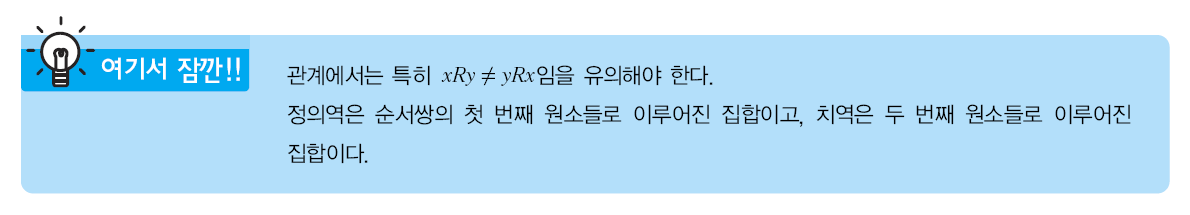 여기서 잠깐!!
관계에서는 특히 xRy ≠ yRx임을 유의해야 한다.
정의역은 순서쌍의 첫 번째 원소들로 이루어진 집합이고, 치역은 두 번째 원소들로 이루어진
집합이다.